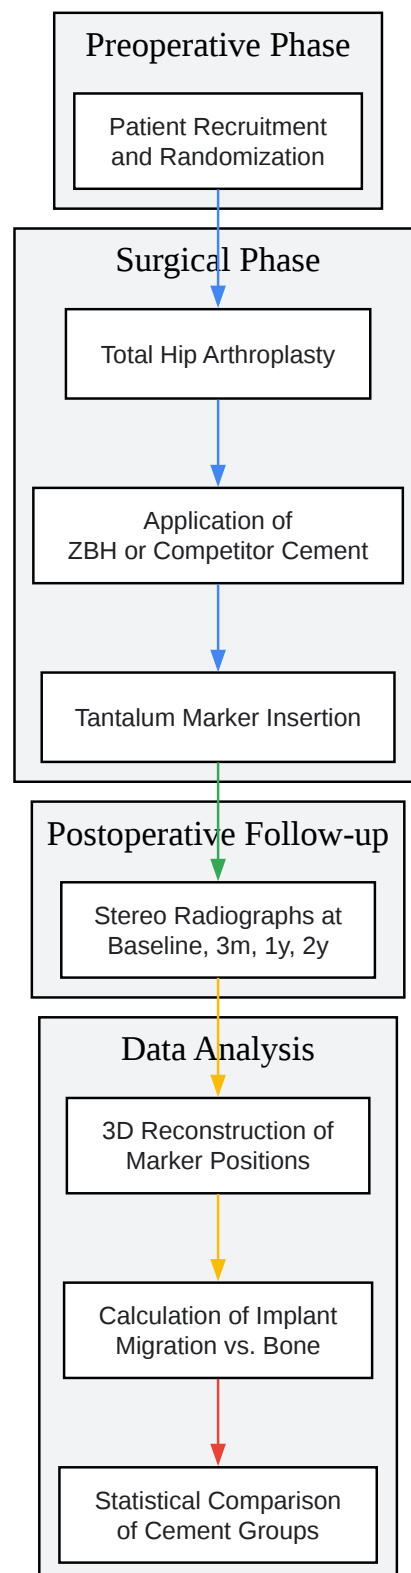 Preoperative Phase
Patient Recruitment
and Randomization
Surgical Phase
Total Hip Arthroplasty
Application of
ZBH or Competitor Cement
Tantalum Marker Insertion
Postoperative Follow-up
Stereo Radiographs at
Baseline, 3m, 1y, 2y
Data Analysis
3D Reconstruction of
Marker Positions
Calculation of Implant
Migration vs. Bone
Statistical Comparison
of Cement Groups